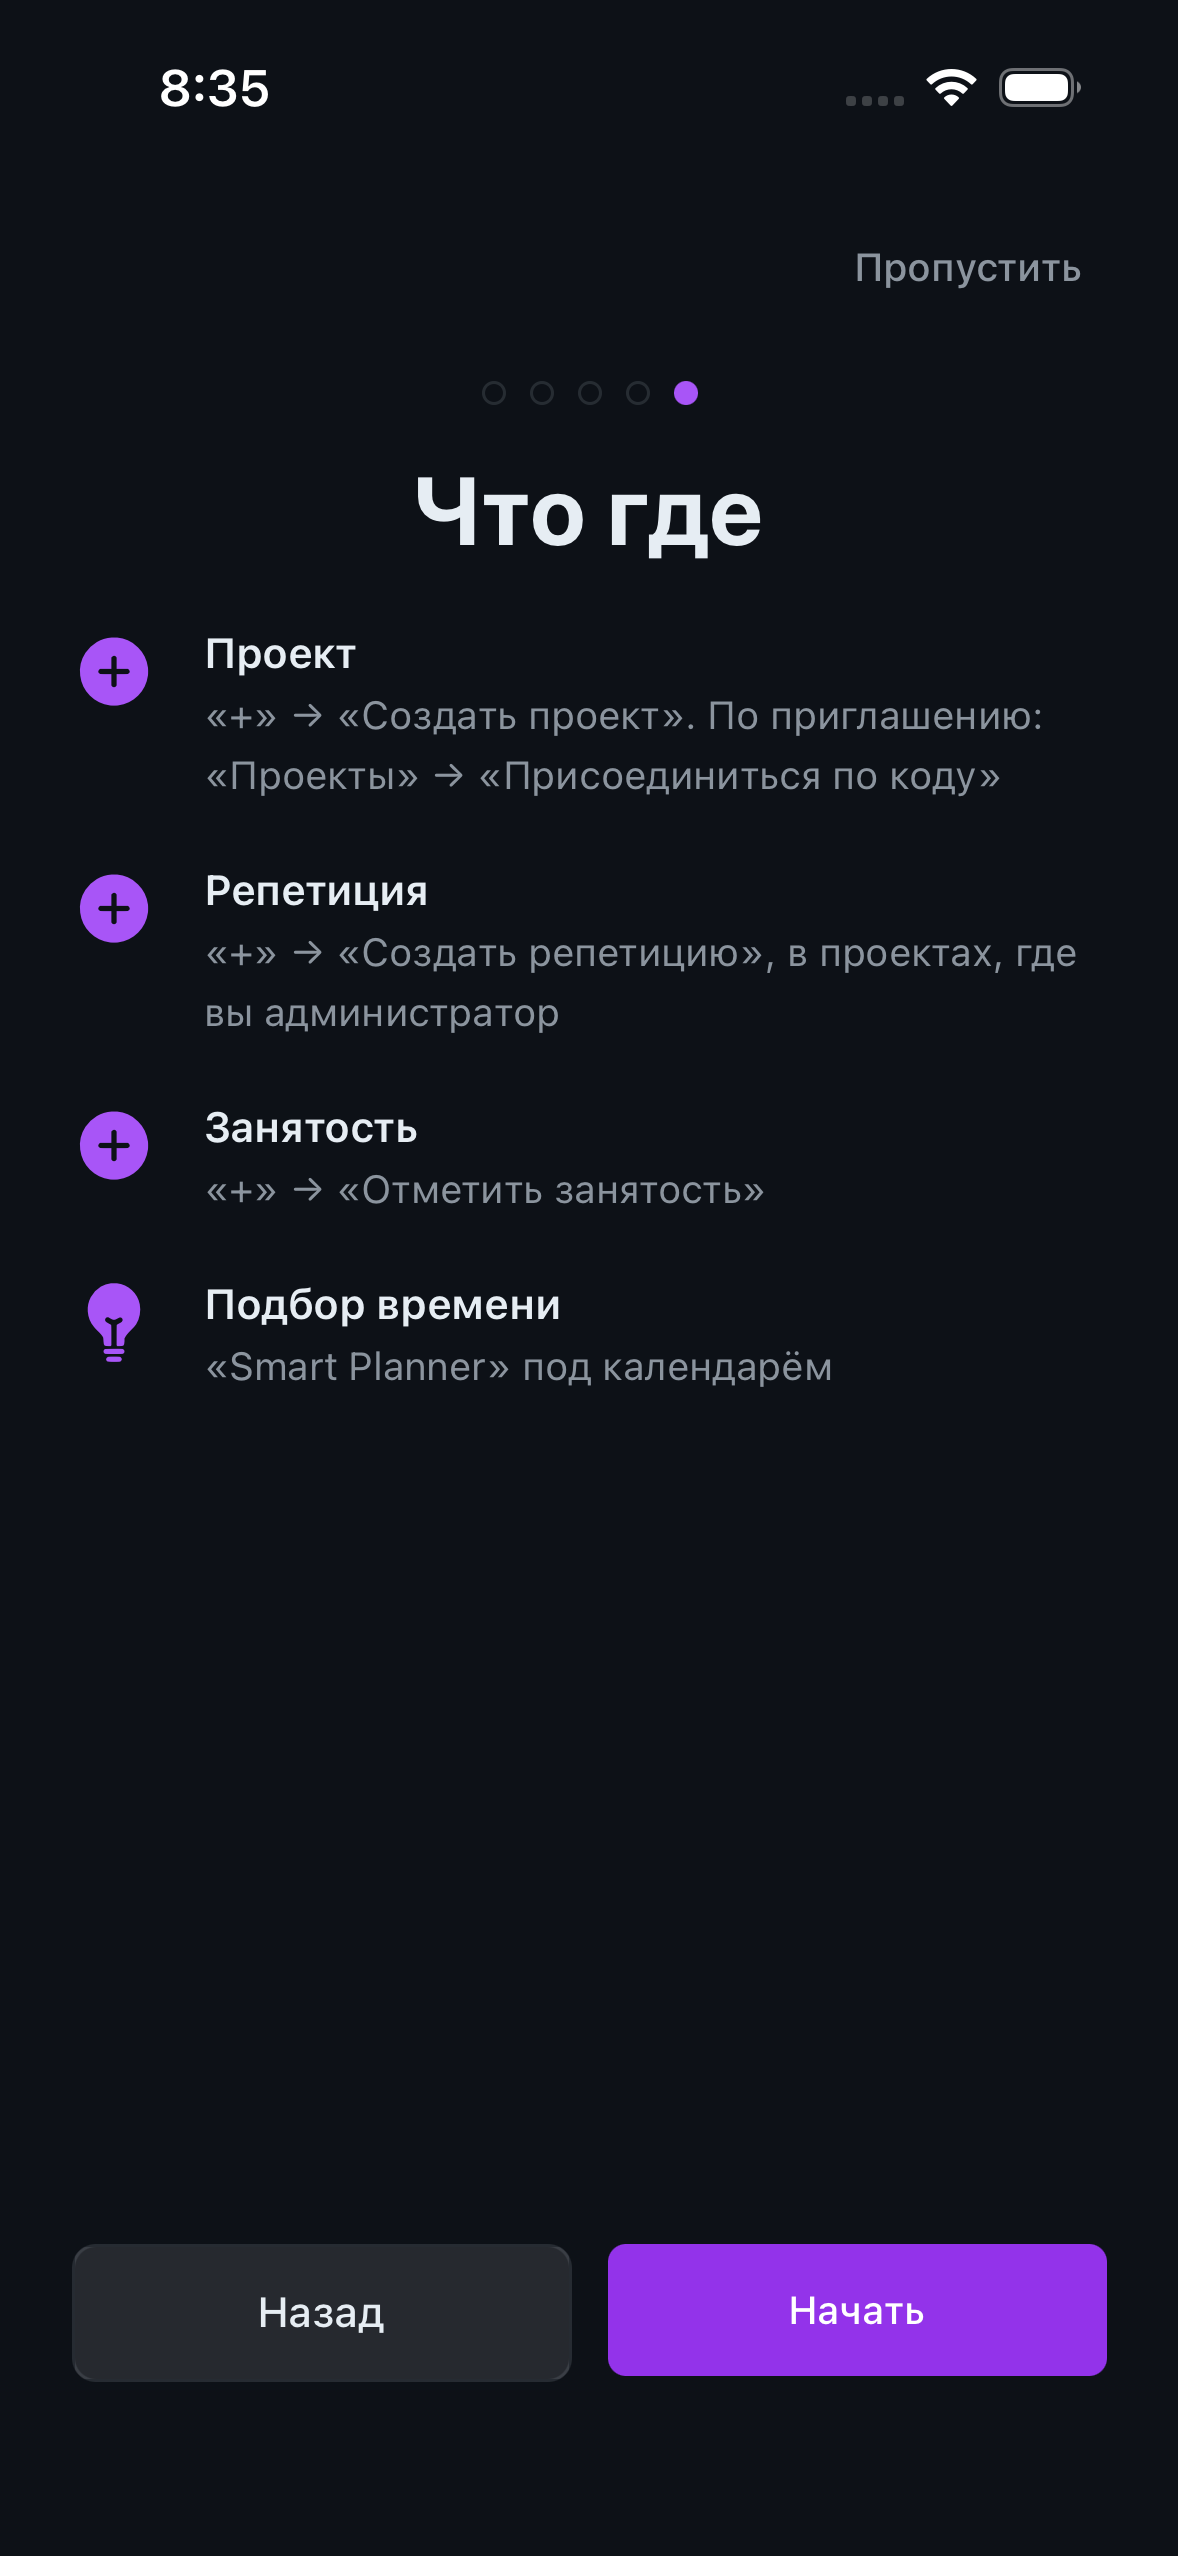 8:35
Пропустить
Что где
Проект
«+» → «Создать проект». По приглашению:
«Проекты» → «Присоединиться по коду»
Репетиция
«+» → «Создать репетицию», в проектах, где
вы администратор
Занятость
«+» → «Отметить занятость»
Подбор времени
«Smart Planner» под календарём
Назад
Начать